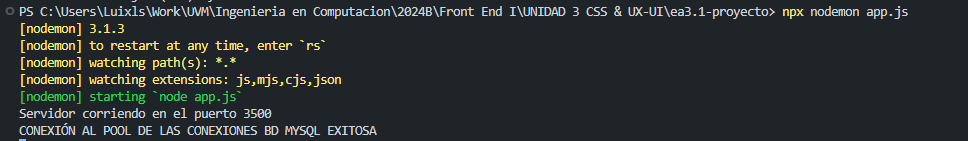 PS C:\Users\Luixls\Work\UVM\Ingenieria en Computacion\2024B\Front End I\UNIDAD 3 CSS & UX-UI\ea3.1-proyecto> npx nodemon app.js
[nodemon] 3.1.3
[nodemon] to restart at any time, enter `rs`
[nodemon] watching path(s): *.*
[nodemon] watching extensions: js,mjs,cjs,json
[nodemon] starting `node app.js`
Servidor corriendo en el puerto 3500
CONEXIÓN AL POOL DE LAS CONEXIONES BD MYSQL EXITOSA